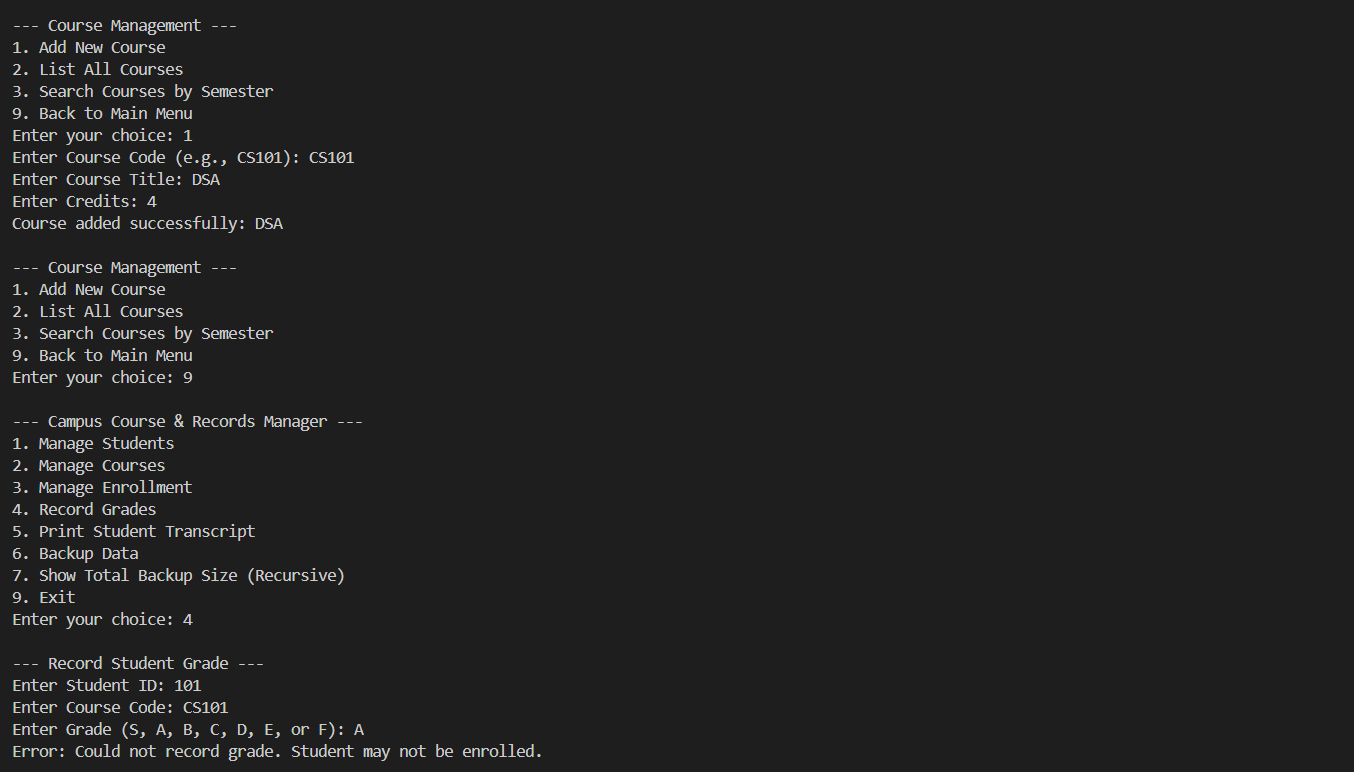 --- Course Management ---
1. Add New Course
2. List All Courses
3. Search Courses by Semester
9. Back to Main Menu
Enter your choice: 1
Enter Course Code (e.g., CS101): CS101
Enter Course Title: DSA
Enter Credits: 4
Course added successfully: DSA

--- Course Management ---
1. Add New Course
2. List All Courses
3. Search Courses by Semester
9. Back to Main Menu
Enter your choice: 9

--- Campus Course & Records Manager ---
1. Manage Students
2. Manage Courses
3. Manage Enrollment
4. Record Grades
5. Print Student Transcript
6. Backup Data
7. Show Total Backup Size (Recursive)
9. Exit
Enter your choice: 4

--- Record Student Grade ---
Enter Student ID: 101
Enter Course Code: CS101
Enter Grade (S, A, B, C, D, E, or F): A
Error: Could not record grade. Student may not be enrolled.